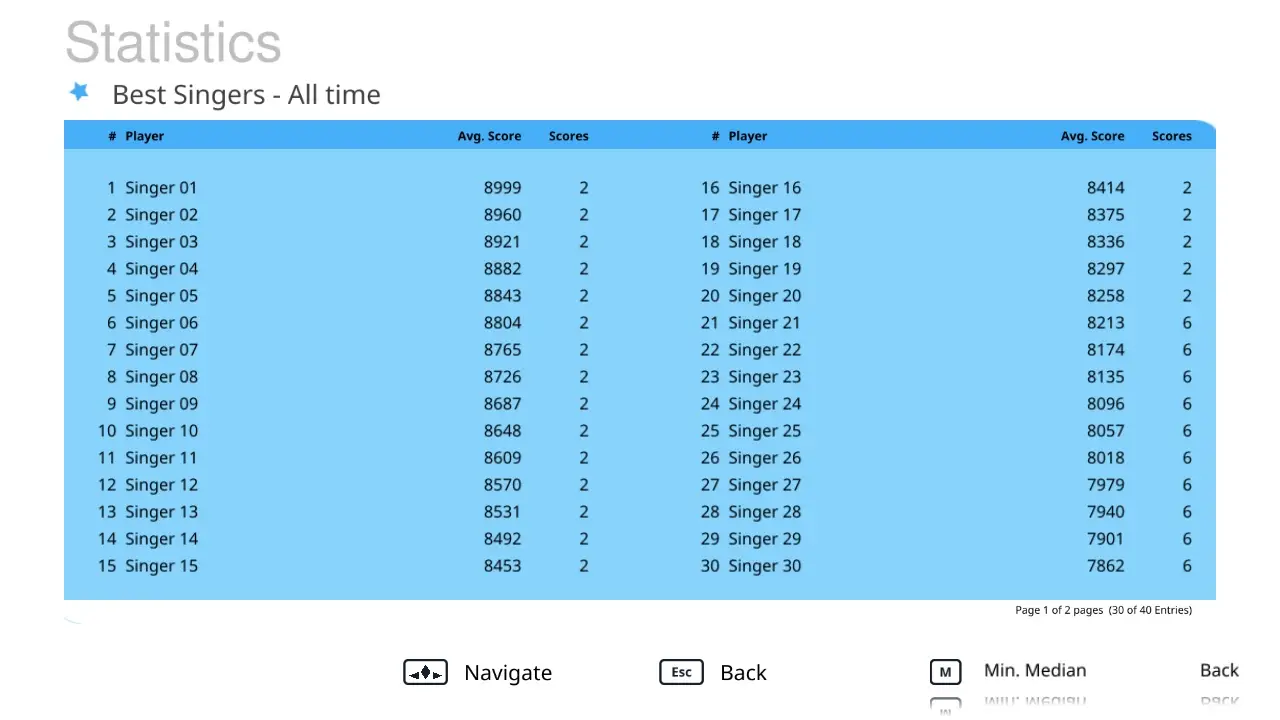 Statistics
Best Singers - All time
# Player Avg. Score Scores # Player Avg. Score Scores
1 Singer 01 8999 2 16 Singer 16 8414 2
2 Singer 02 8960 2 17 Singer 17 8375 2
3 Singer 03 8921 2 18 Singer 18 8336 2
4 Singer 04 8882 2 19 Singer 19 8297 2
5 Singer 05 8843 2 20 Singer 20 8258 2
6 Singer 06 8804 2 21 Singer 21 8213 6
7 Singer 07 8765 2 22 Singer 22 8174 6
8 Singer 08 8726 2 23 Singer 23 8135 6
9 Singer 09 8687 2 24 Singer 24 8096 6
10 Singer 10 8648 2 25 Singer 25 8057 6
11 Singer 11 8609 2 26 Singer 26 8018 6
12 Singer 12 8570 2 27 Singer 27 7979 6
13 Singer 13 8531 2 28 Singer 28 7940 6
14 Singer 14 8492 2 29 Singer 29 7901 6
15 Singer 15 8453 2 30 Singer 30 7862 6
Page 1 of 2 pages (30 of 40 Entries)
Navigate Esc Back M Min. Median Back